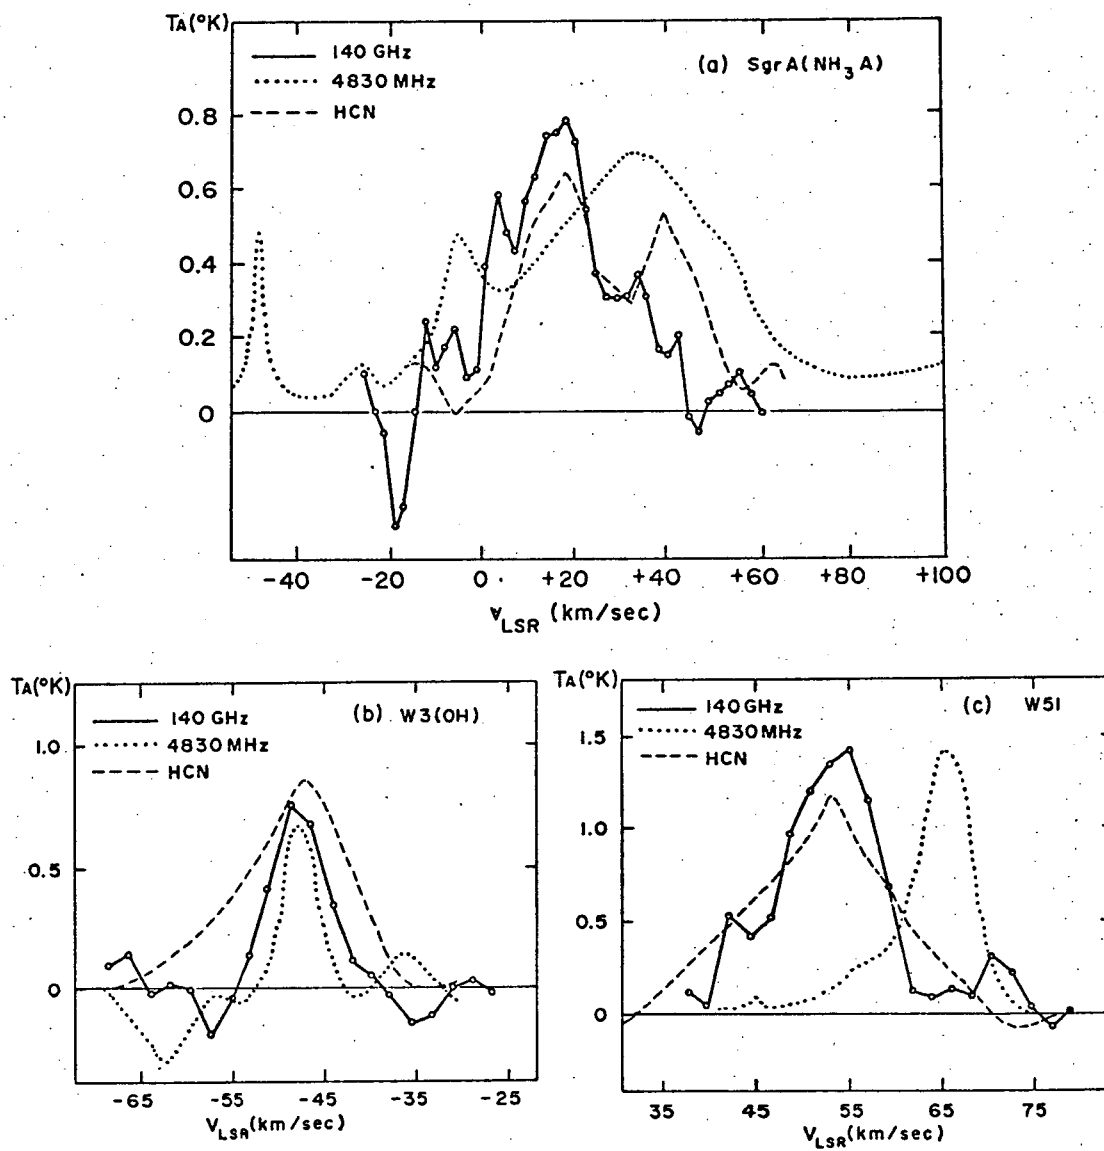 TA(°K)
140 GHz
4830 MHz
HCN
(a) SgrA(NH₃A)
0.8
0.6
0.4
0.2
0
-40 -20 0 +20 +40 +60 +80 +100
VLSR (km/sec)
TA(°K)
140 GHz
4830 MHz
HCN
(b) W3(OH)
1.0
0.5
0
-65 -55 -45 -35 -25
VLSR(km/sec)
TA(°K)
140 GHz
4830 MHz
HCN
(c) W51
1.5
1.0
0.5
0
35 45 55 65 75
VLSR(km/sec)